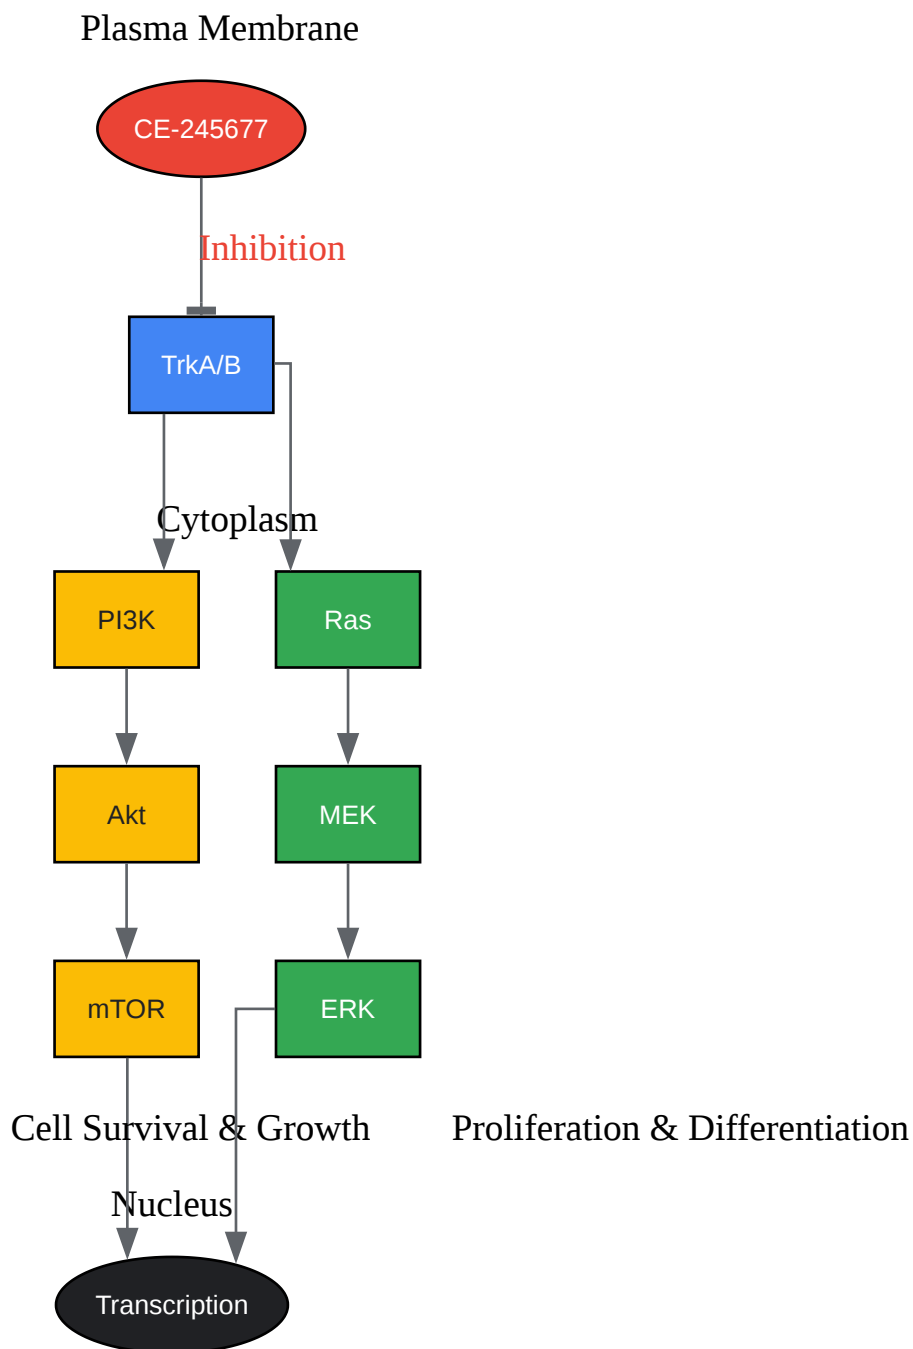 Plasma Membrane
CE-245677
Inhibition
TrkA/B
Cytoplasm
PI3K
Ras
Akt
MEK
mTOR
ERK
Cell Survival & Growth
Proliferation & Differentiation
Nucleus
Transcription